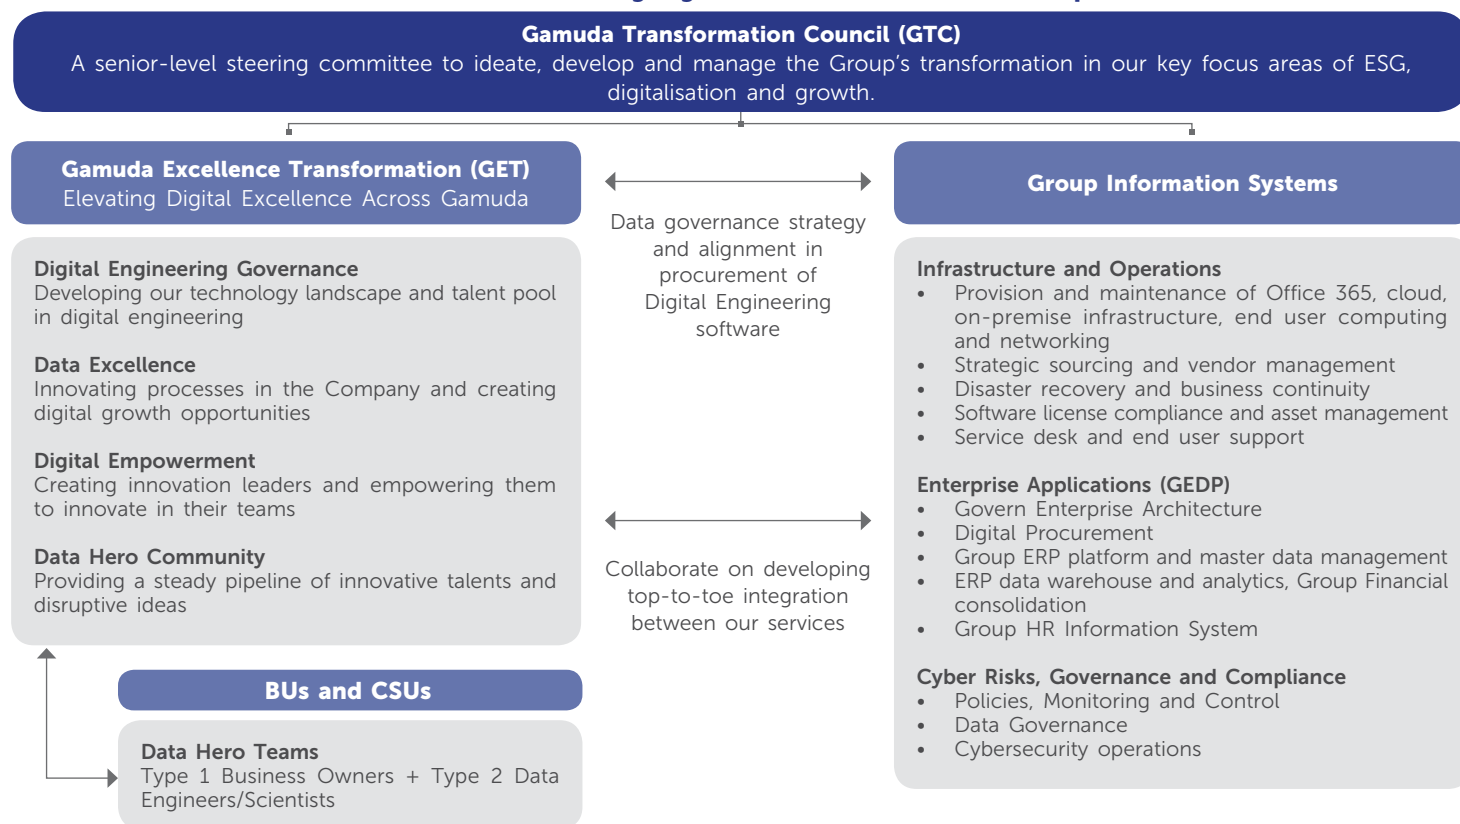 Gamuda Transformation Council (GTC)
A senior-level steering committee to ideate, develop and manage the Group's transformation in our key focus areas of ESG,
digitalisation and growth.
Gamuda Excellence Transformation (GET)
Elevating Digital Excellence Across Gamuda
Digital Engineering Governance
Developing our technology landscape and talent pool
in digital engineering
Data Excellence
Innovating processes in the Company and creating
digital growth opportunities
Digital Empowerment
Creating innovation leaders and empowering them
to innovate in their teams
Data Hero Community
Providing a steady pipeline of innovative talents and
disruptive ideas
BUs and CSUs
Data Hero Teams
Type 1 Business Owners + Type 2 Data
Engineers/Scientists
Data governance strategy
and alignment in
procurement of
Digital Engineering
software
Collaborate on developing
top-to-toe integration
between our services
Group Information Systems
Infrastructure and Operations
• Provision and maintenance of Office 365, cloud,
on-premise infrastructure, end user computing
and networking
• Strategic sourcing and vendor management
• Disaster recovery and business continuity
• Software license compliance and asset management
• Service desk and end user support
Enterprise Applications (GEDP)
• Govern Enterprise Architecture
• Digital Procurement
• Group ERP platform and master data management
• ERP data warehouse and analytics, Group Financial
consolidation
• Group HR Information System
Cyber Risks, Governance and Compliance
• Policies, Monitoring and Control
• Data Governance
• Cybersecurity operations